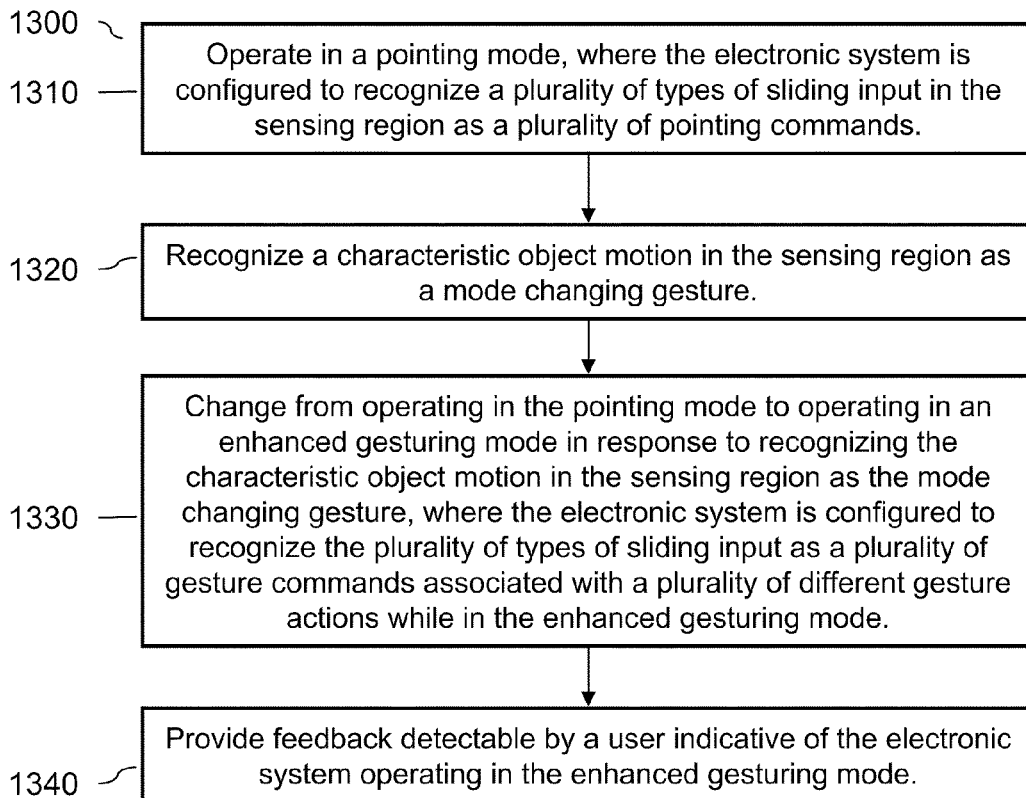 1300
1310
Operate in a pointing mode, where the electronic system is
configured to recognize a plurality of types of sliding input in the
sensing region as a plurality of pointing commands.
1320
Recognize a characteristic object motion in the sensing region as
a mode changing gesture.
1330
Change from operating in the pointing mode to operating in an
enhanced gesturing mode in response to recognizing the
characteristic object motion in the sensing region as the mode
changing gesture, where the electronic system is configured to
recognize the plurality of types of sliding input as a plurality of
gesture commands associated with a plurality of different gesture
actions while in the enhanced gesturing mode.
1340
Provide feedback detectable by a user indicative of the electronic
system operating in the enhanced gesturing mode.